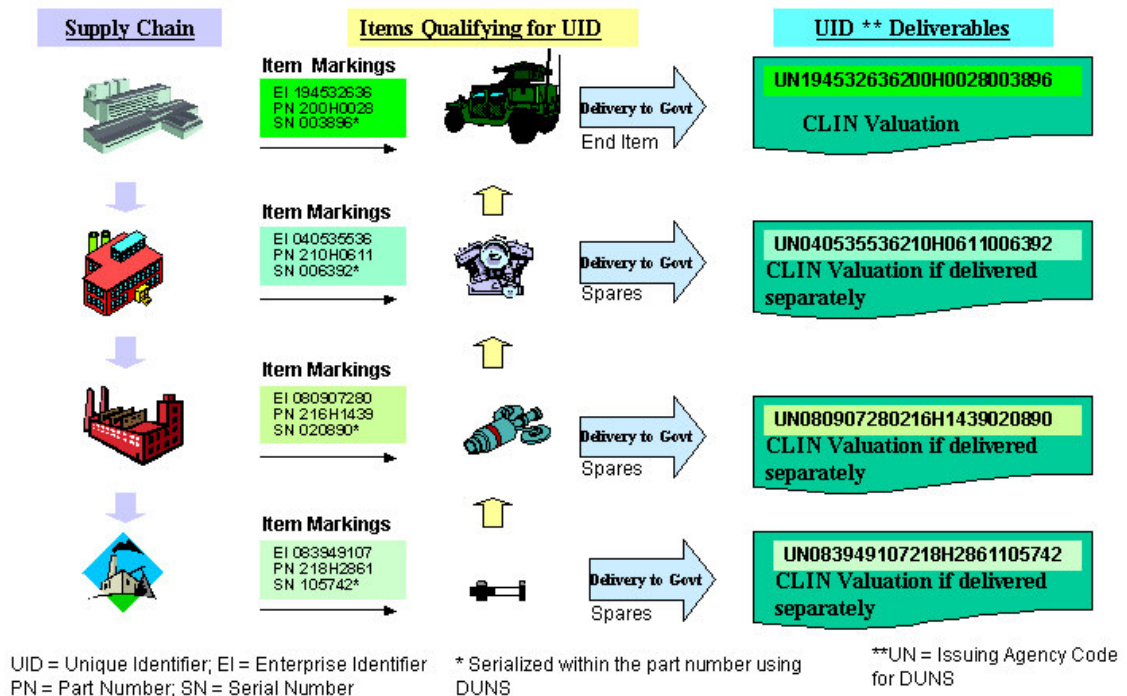 Supply Chain
Items Qualifying for UID
UID ** Deliverables
Item Markings
EI 194532636
PN 200H0028
SN 003896*
Delivery to Govt
End Item
UN194532636200H0028003896
CLIN Valuation
Item Markings
EI 040535536
PN 210H0611
SN 006392*
Delivery to Govt
Spares
UN040535536210H0611006392
CLIN Valuation if delivered
separately
Item Markings
EI 080907280
PN 216H1439
SN 020890*
Delivery to Govt
Spares
UN080907280216H1439020890
CLIN Valuation if delivered
separately
Item Markings
EI 083949107
PN 218H2861
SN 105742*
Delivery to Govt
Spares
UN083949107218H2861105742
CLIN Valuation if delivered
separately
UID = Unique Identifier; EI = Enterprise Identifier
PN = Part Number; SN = Serial Number
* Serialized within the part number using
DUNS
**UN = Issuing Agency Code
for DUNS